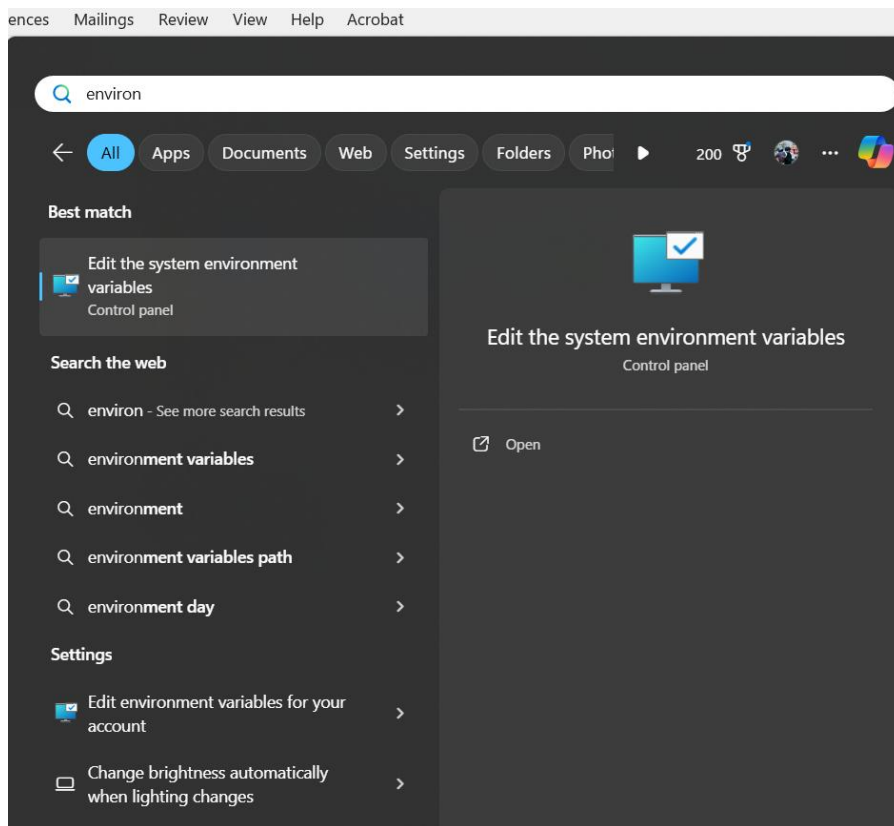 ences Mailings Review View Help Acrobat
environ
All Apps Documents Web Settings Folders 200
Best match
Edit the system environment
variables
Control panel
Edit the system environment variables
Control panel
Open
Search the web
environ - See more search results
environment variables
environment
environment variables path
environment day
Settings
Edit environment variables for your
account
Change brightness automatically
when lighting changes